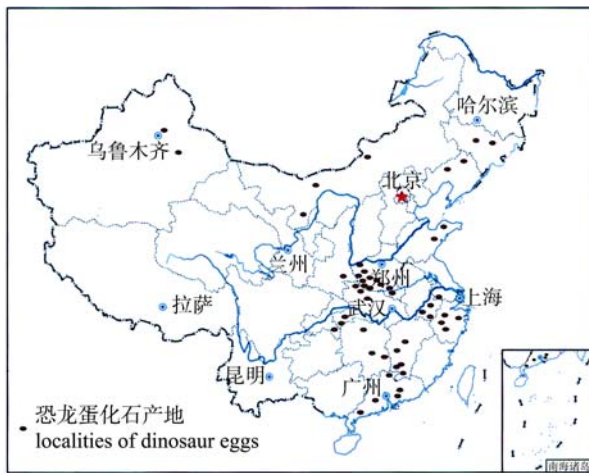 哈尔滨
乌鲁木齐
北京
兰州
郑州
拉萨
武汉
上海
昆明
广州
恐龙蛋化石产地
localities of dinosaur eggs
南海诸岛